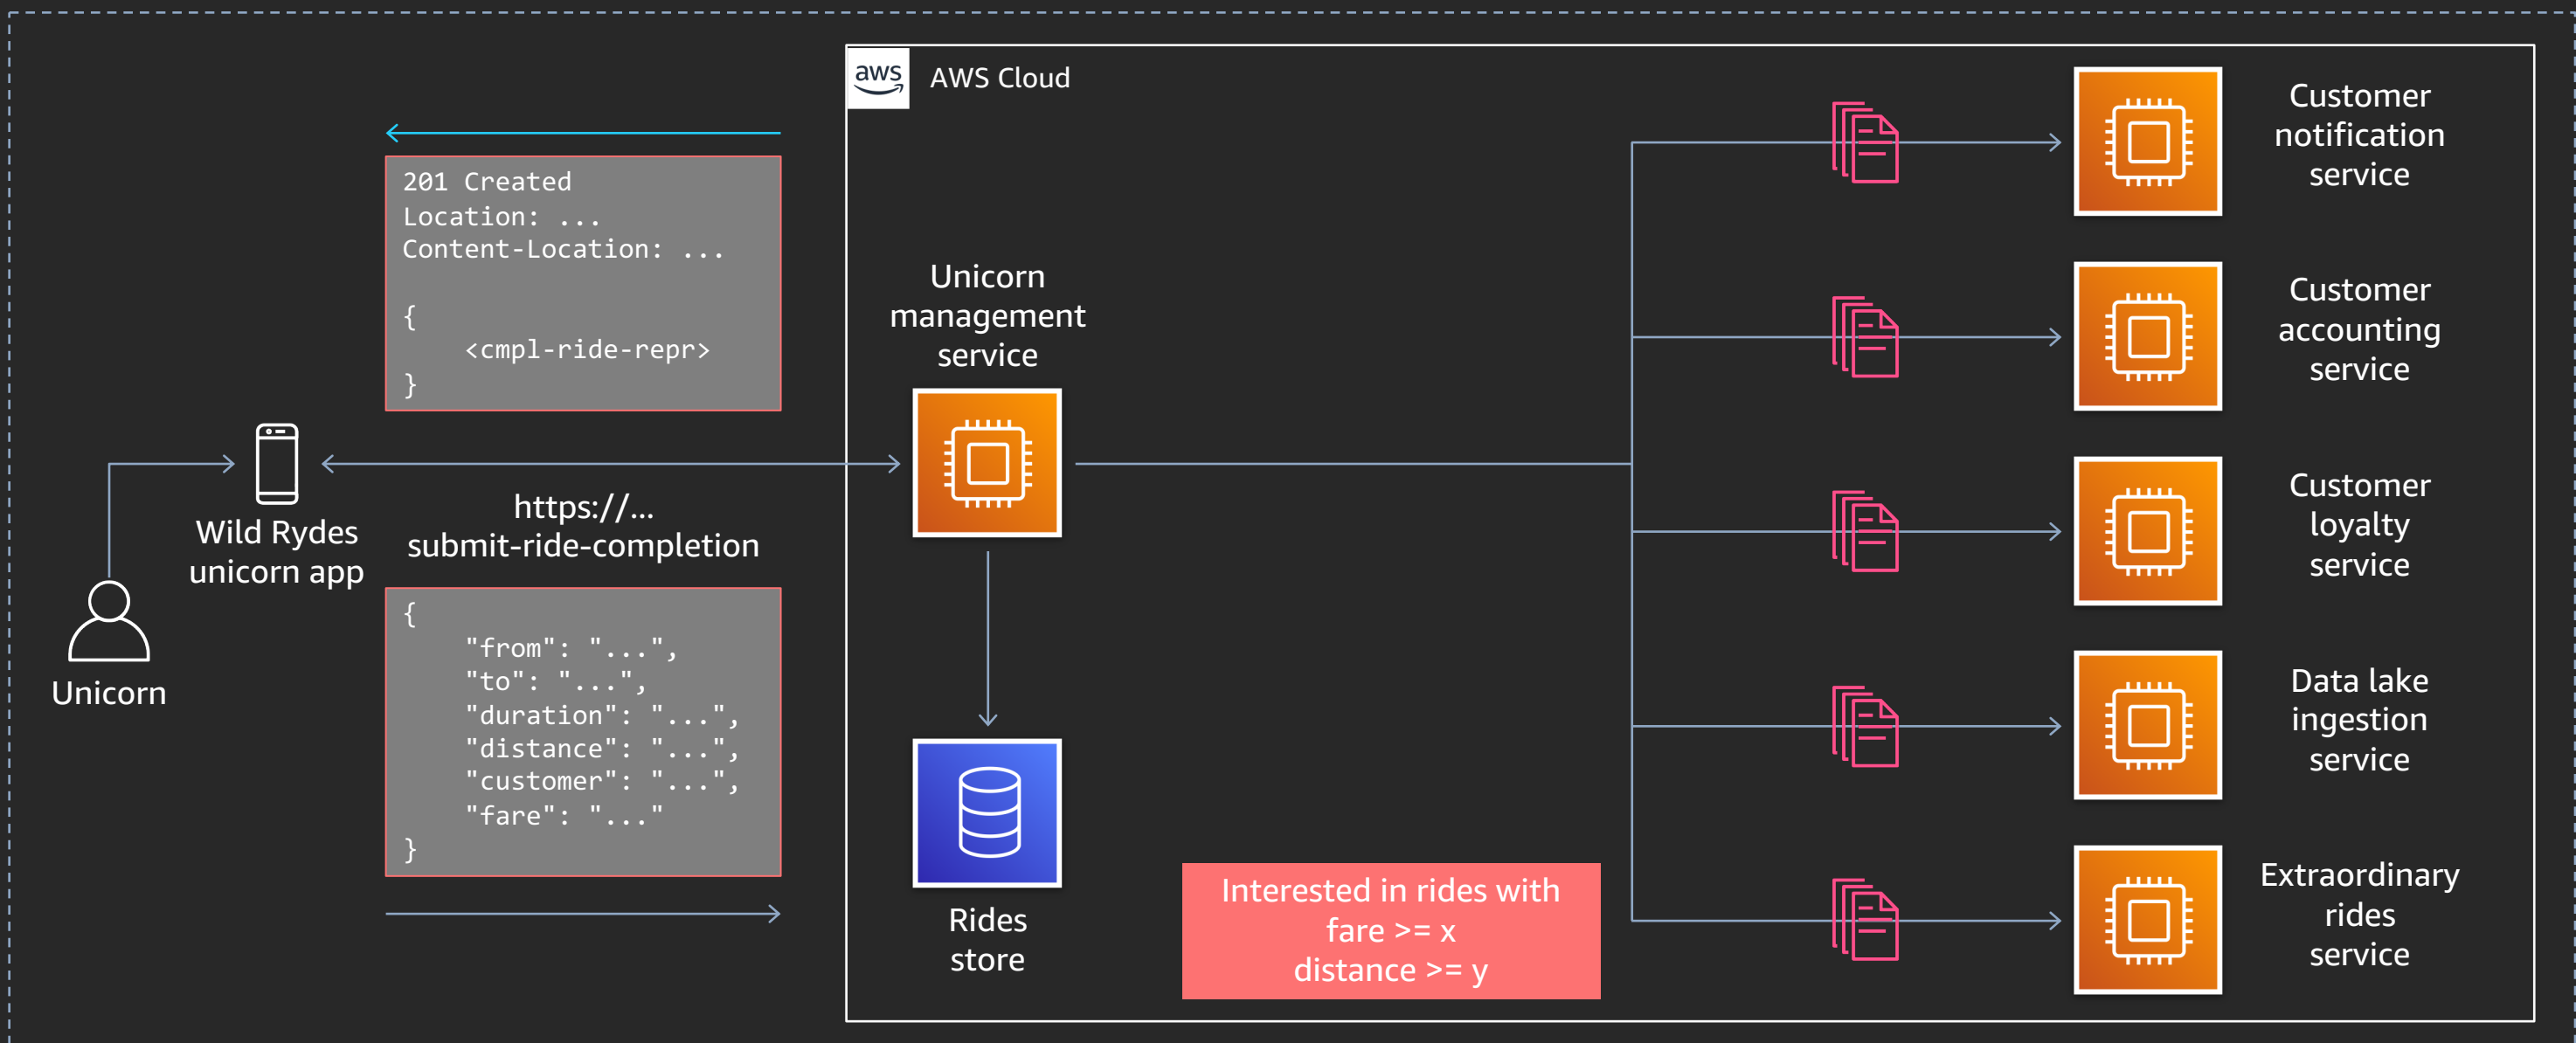 aws
AWS Cloud
201 Created
Location: ...
Content-Location: ...
{
<cmpl-ride-repr>
}
Unicorn
Wild Rydes
unicorn app
https://...
submit-ride-completion
{
"from": "...",
"to": "...",
"duration": "...",
"distance": "...",
"customer": "...",
"fare": "..."
}
Unicorn
management
service
Rides
store
Interested in rides with
fare >= x
distance >= y
Customer
notification
service
Customer
accounting
service
Customer
loyalty
service
Data lake
ingestion
service
Extraordinary
rides
service